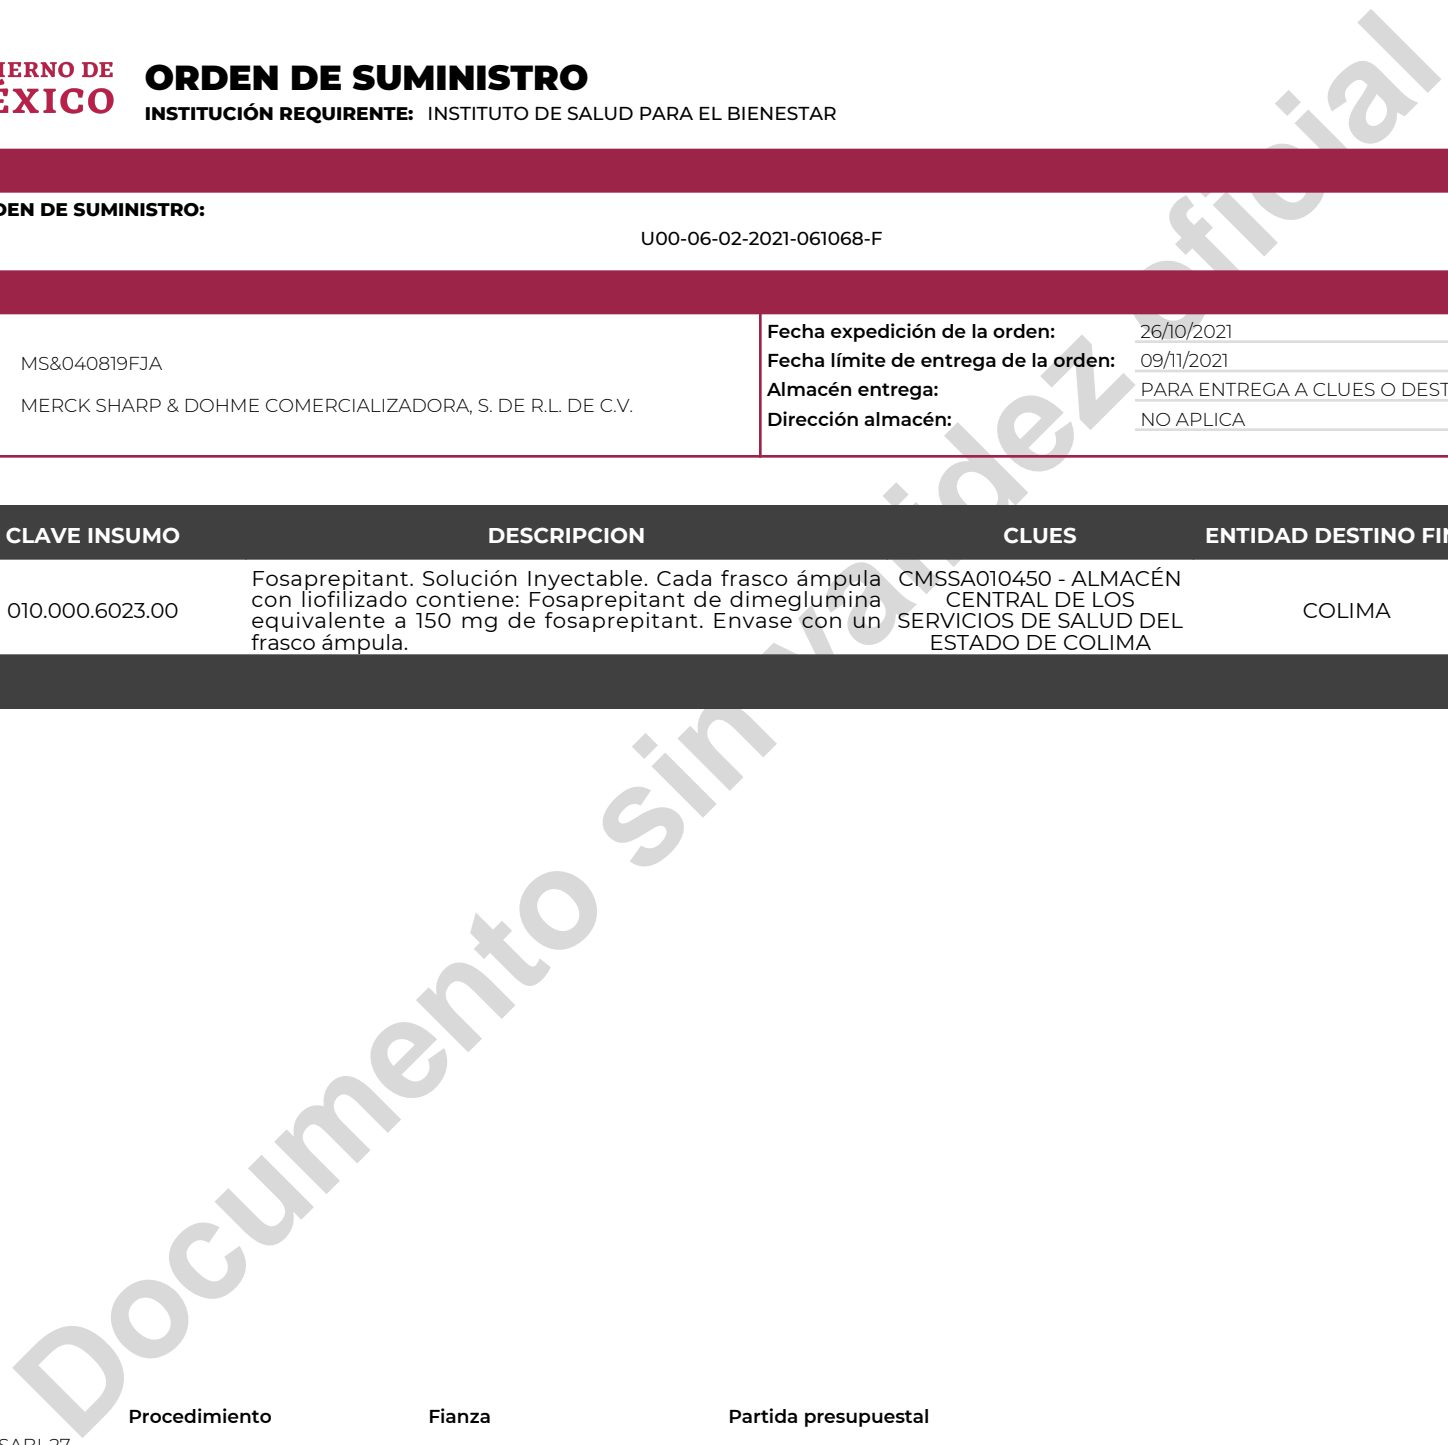 IERNO DE
ÉXICO
ORDEN DE SUMINISTRO
INSTITUCIÓN REQUIRENTE: INSTITUTO DE SALUD PARA EL BIENESTAR
DEN DE SUMINISTRO:
U00-06-02-2021-061068-F
MS&040819FJA
MERCK SHARP & DOHME COMERCIALIZADORA, S. DE R.L. DE C.V.
Fecha expedición de la orden: 26/10/2021
Fecha límite de entrega de la orden: 09/11/2021
Almacén entrega: PARA ENTREGA A CLUES O DEST
Dirección almacén: NO APLICA
CLAVE INSUMO DESCRIPCION CLUES ENTIDAD DESTINO FIN
010.000.6023.00
Fosaprepitant. Solución Inyectable. Cada frasco ámpula
con liofilizado contiene: Fosaprepitant de dimeglumina
equivalente a 150 mg de fosaprepitant. Envase con un
frasco ámpula.
CMSSA010450 - ALMACÉN
CENTRAL DE LOS
SERVICIOS DE SALUD DEL
ESTADO DE COLIMA
COLIMA
Documento sin validez oficial
Procedimiento Fianza Partida presupuestal